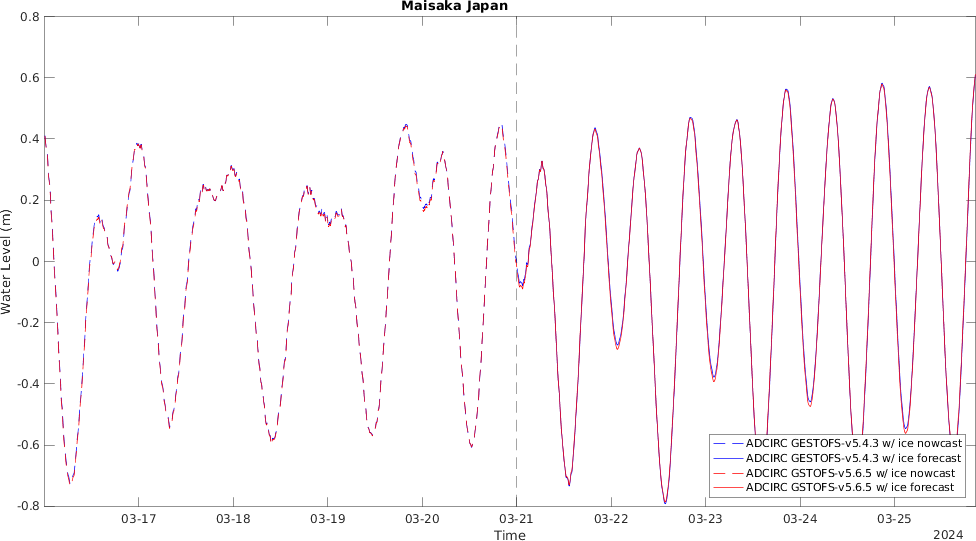 Maisaka Japan
0.8
0.6
0.4
0.2
0
-0.2
-0.4
-0.6
-0.8
Water Level (m)
ADCIRC GESTOFS-v5.4.3 w/ ice nowcast
ADCIRC GESTOFS-v5.4.3 w/ ice forecast
ADCIRC GSTOFS-v5.6.5 w/ ice nowcast
ADCIRC GSTOFS-v5.6.5 w/ ice forecast
03-17 03-18 03-19 03-20 03-21 03-22 03-23 03-24 03-25
Time
2024